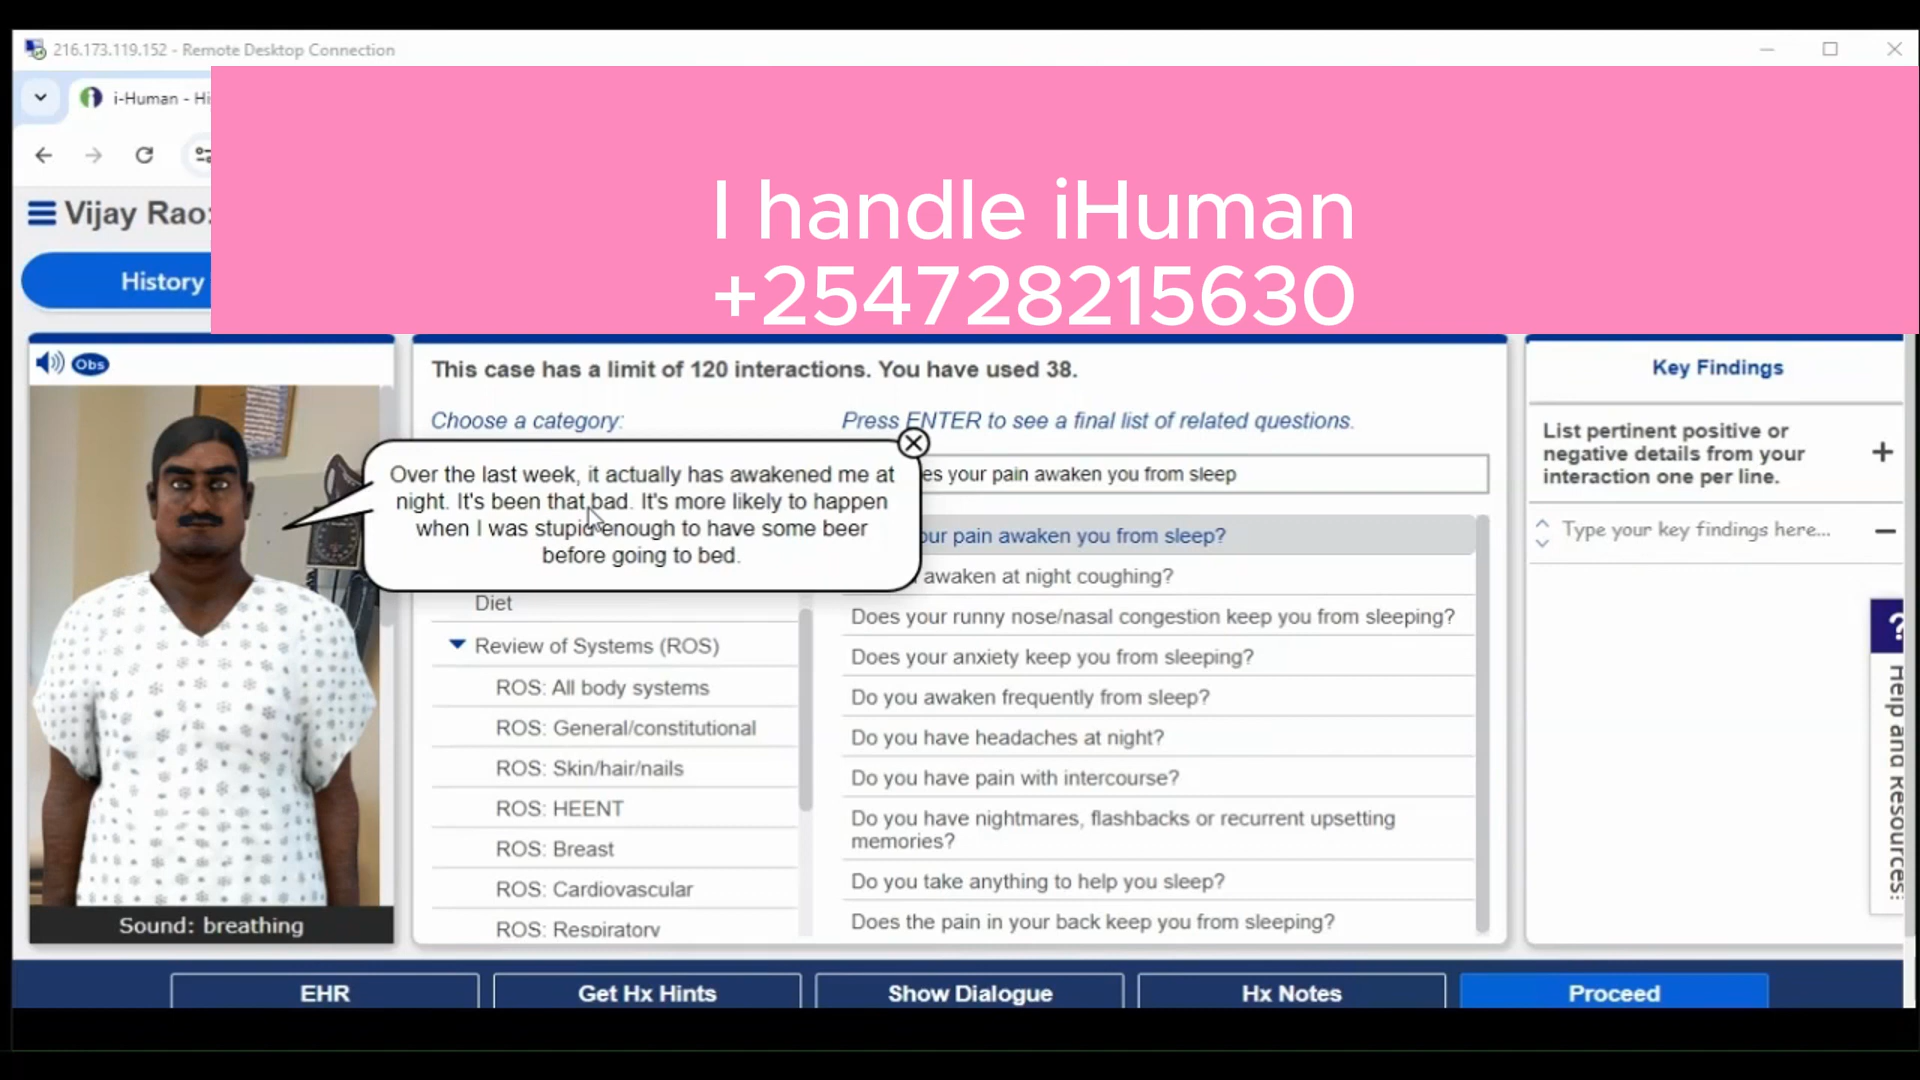 216.173.119.152 - Remote Desktop Connection
i-Human - Hi
Vijay Rao:
I handle iHuman
+254728215630
History
Obs
This case has a limit of 120 interactions. You have used 38.
Choose a category:
Press ENTER to see a final list of related questions.
Over the last week, it actually has awakened me at
night. It's been that bad. It's more likely to happen
when I was stupid enough to have some beer
before going to bed.
es your pain awaken you from sleep
ur pain awaken you from sleep?
awaken at night coughing?
Does your runny nose/nasal congestion keep you from sleeping?
Does your anxiety keep you from sleeping?
Do you awaken frequently from sleep?
Do you have headaches at night?
Do you have pain with intercourse?
Do you have nightmares, flashbacks or recurrent upsetting
memories?
Do you take anything to help you sleep?
Does the pain in your back keep you from sleeping?
Diet
Review of Systems (ROS)
ROS: All body systems
ROS: General/constitutional
ROS: Skin/hair/nails
ROS: HEENT
ROS: Breast
ROS: Cardiovascular
ROS: Respiratory
Key Findings
List pertinent positive or
negative details from your
interaction one per line.
Type your key findings here...
? Help and Resources!
Sound: breathing
EHR
Get Hx Hints
Show Dialogue
Hx Notes
Proceed